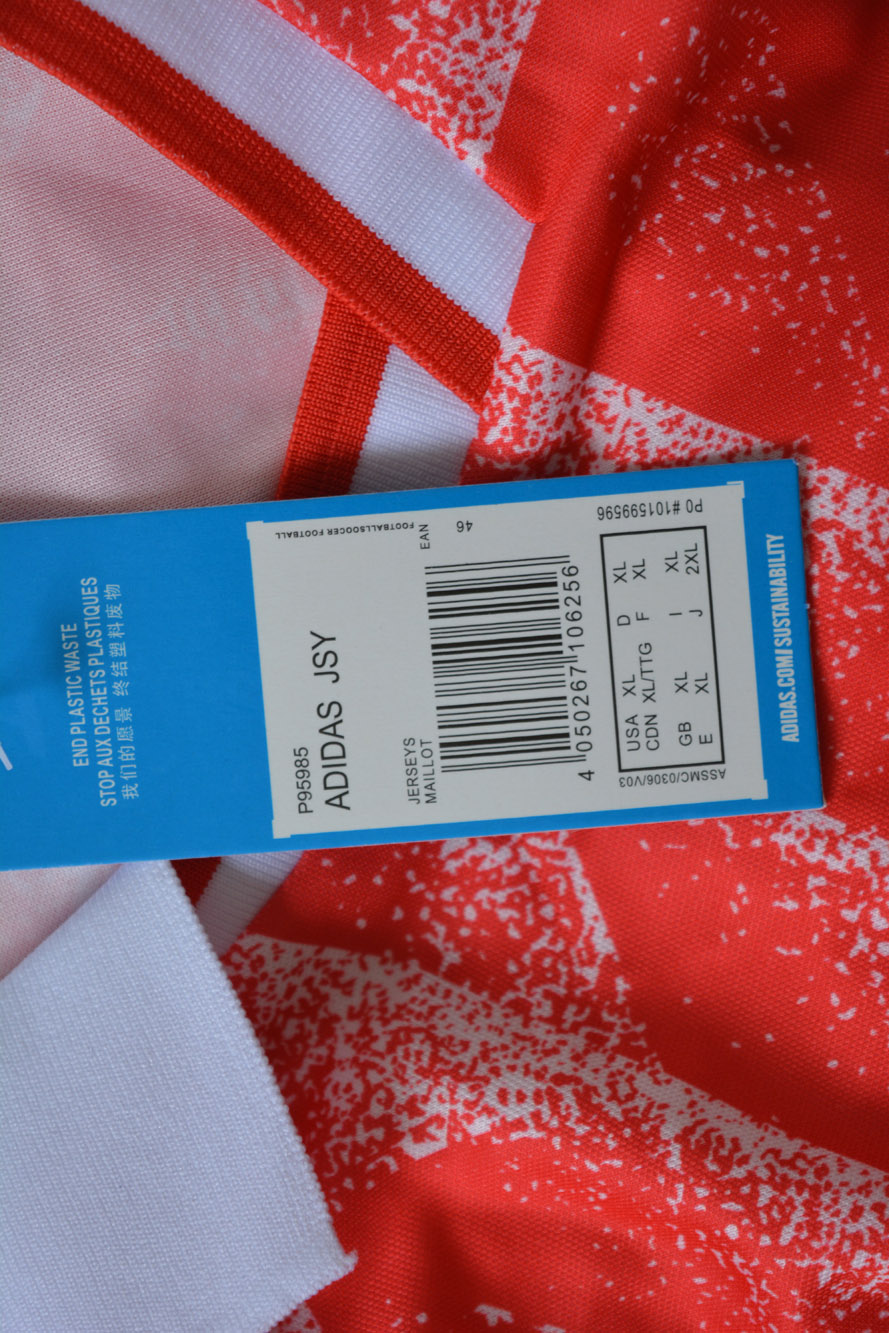 END PLASTIC WASTE
STOP AUX DECHETS PLASTIQUES
我们的愿景 终结塑料废物
FOOTBALLSOOCER FOOTBALL
P95985
ADIDAS JSY
JERSEYS
MAILLOT
EAN
46
4 050267 106256
PO #101599596
USA XL D XL
CDN XL/TTG F XL
GB XL I XL
E XL J 2XL
ASSMC/0306/V03
ADIDAS.COM/SUSTAINABILITY